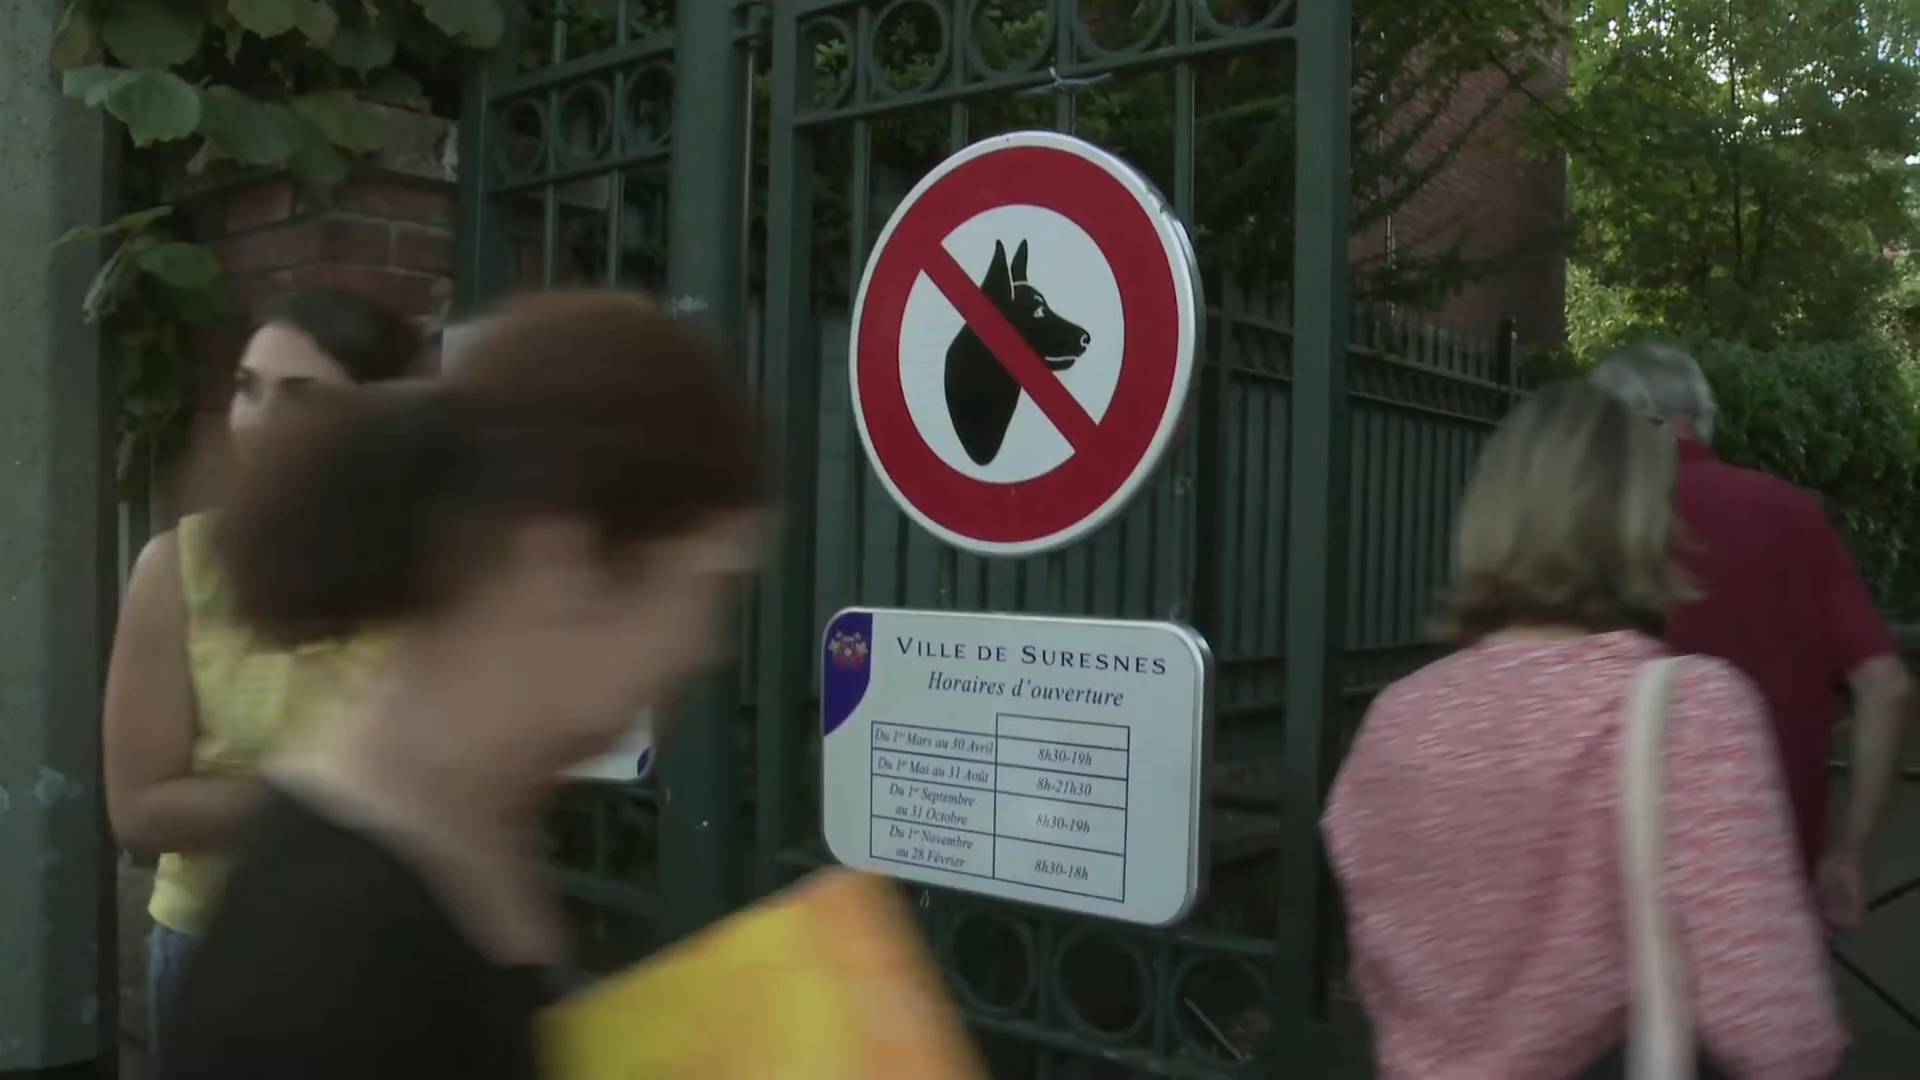 VILLE DE SURESNES
Horaires d'ouverture
Du 1er Mars au 30 Avril 8h30-19h
Du 1er Mai au 31 Août 8h-21h30
Du 1er Septembre
au 31 Octobre 8h30-19h
Du 1er Novembre
au 28 Février 8h30-18h